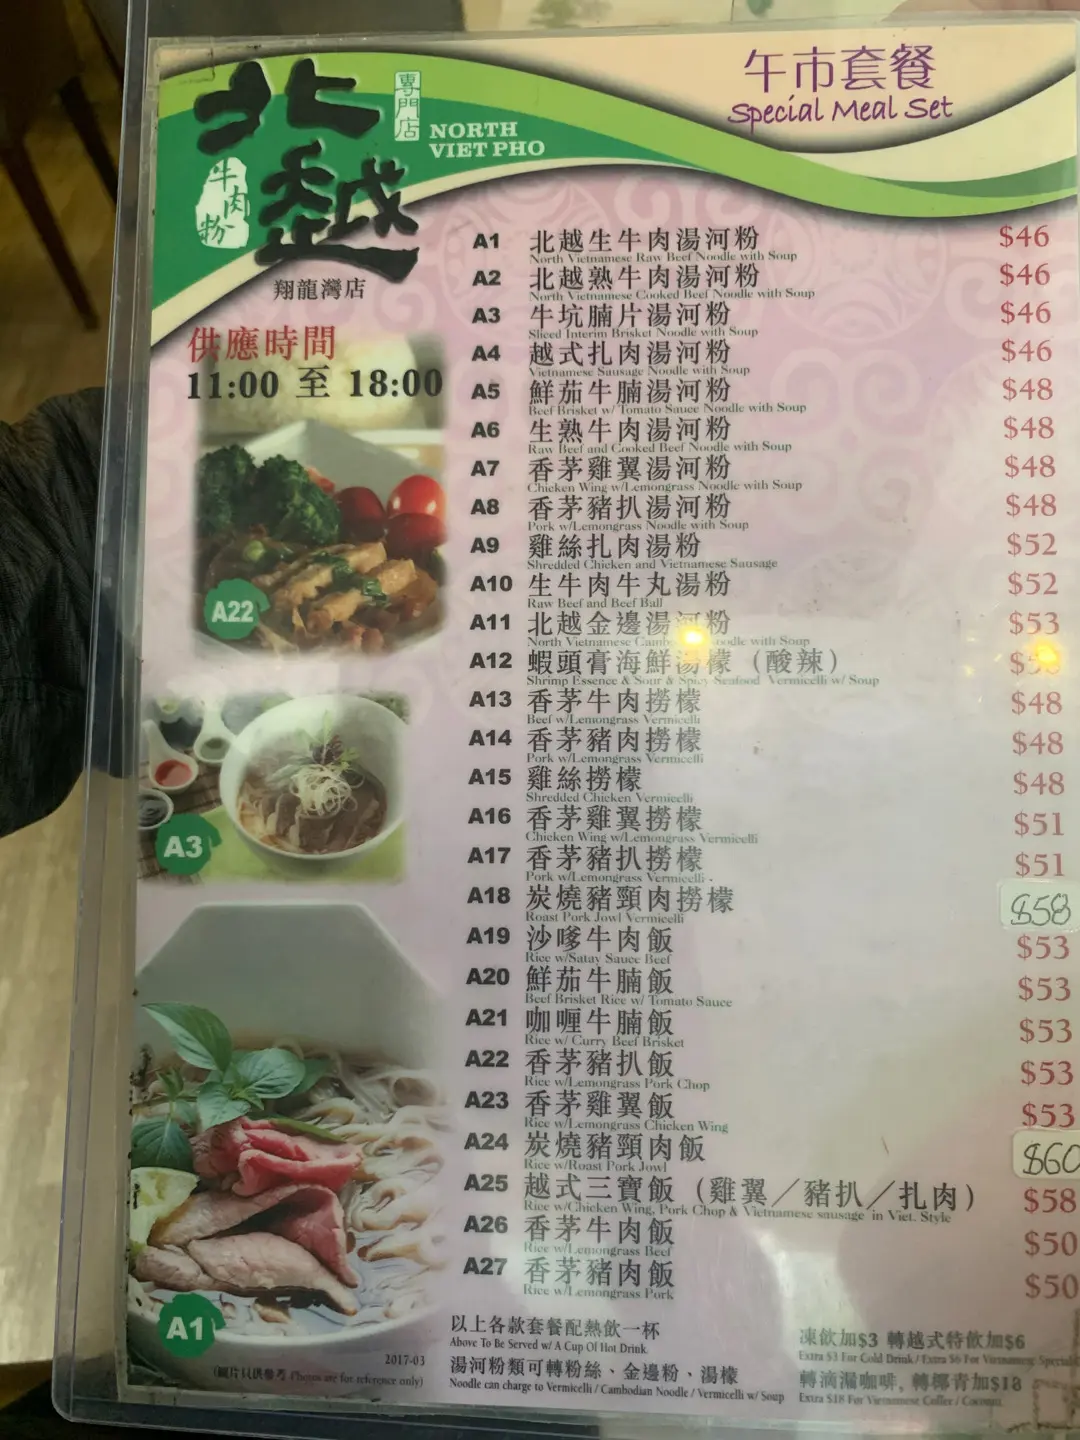 北越
牛肉粉
專門店
NORTH
VIET PHO
翔龍灣店
午市套餐
Special Meal Set
供應時間
11:00 至 18:00
A1 北越生牛肉湯河粉 $46
North Vietnamese Raw Beef Noodle with Soup
A2 北越熟牛肉湯河粉 $46
North Vietnamese Cooked Beef Noodle with Soup
A3 牛坑腩片湯河粉 $46
Sliced Interim Brisket Noodle with Soup
A4 越式扎肉湯河粉 $46
Vietnamese Sausage Noodle with Soup
A5 鮮茄牛腩湯河粉 $48
Beef Brisket w/ Tomato Sauce Noodle with Soup
A6 生熟牛肉湯河粉 $48
Raw Beef and Cooked Beef Noodle with Soup
A7 香茅雞翼湯河粉 $48
Chicken Wing w/Lemongrass Noodle with Soup
A8 香茅豬扒湯河粉 $48
Pork w/Lemongrass Noodle with Soup
A9 雞絲扎肉湯粉 $52
Shredded Chicken and Vietnamese Sausage
A10 生牛肉牛丸湯粉 $52
Raw Beef and Beef Ball
A11 北越金邊湯河粉 $53
North Vietnamese with Soup
A12 蝦頭膏海鮮湯檬（酸辣）
Shrimp Essence & Sour & Spicy Seafood Vermicelli w/ Soup
A13 香茅牛肉撈檬 $48
Beef w/Lemongrass Vermicelli
A14 香茅豬肉撈檬 $48
Pork w/Lemongrass Vermicelli
A15 雞絲撈檬 $48
Shredded Chicken Vermicelli
A16 香茅雞翼撈檬 $51
Chicken Wing w/Lemongrass Vermicelli
A17 香茅豬扒撈檬 $51
Pork w/Lemongrass Vermicelli
A18 炭燒豬頸肉撈檬 $58
Roast Pork Jowl Vermicelli
A19 沙嗲牛肉飯 $53
Rice w/Satay Sauce Beef
A20 鮮茄牛腩飯 $53
Beef Brisket Rice w/ Tomato Sauce
A21 咖喱牛腩飯 $53
Rice w/ Curry Beef Brisket
A22 香茅豬扒飯 $53
Rice w/Lemongrass Pork Chop
A23 香茅雞翼飯 $53
Rice w/Lemongrass Chicken Wing
A24 炭燒豬頸肉飯 $60
Rice w/Roast Pork Jowl
A25 越式三寶飯（雞翼／豬扒／扎肉） $58
Rice w/Chicken Wing, Pork Chop & Vietnamese sausage in Viet. Style
A26 香茅牛肉飯 $50
Rice w/Lemongrass Beef
A27 香茅豬肉飯 $50
Rice w/Lemongrass Pork
A22
A3
A1
2017-03
(圖片只供參考 Photos are for reference only)
以上各款套餐配熱飲一杯
Above To Be Served w/ A Cup Of Hot Drink
湯河粉類可轉粉絲、金邊粉、湯檬
Noodle can charge to Vermicelli / Cambodian Noodle / Vermicelli w/ Soup
凍飲加$3 轉越式特飲加$6
Extra $3 For Cold Drink / Extra $6 For Vietnamese
轉滴漏咖啡, 轉椰青加$18
Extra $18 For Vietnamese Coffee / Coconut